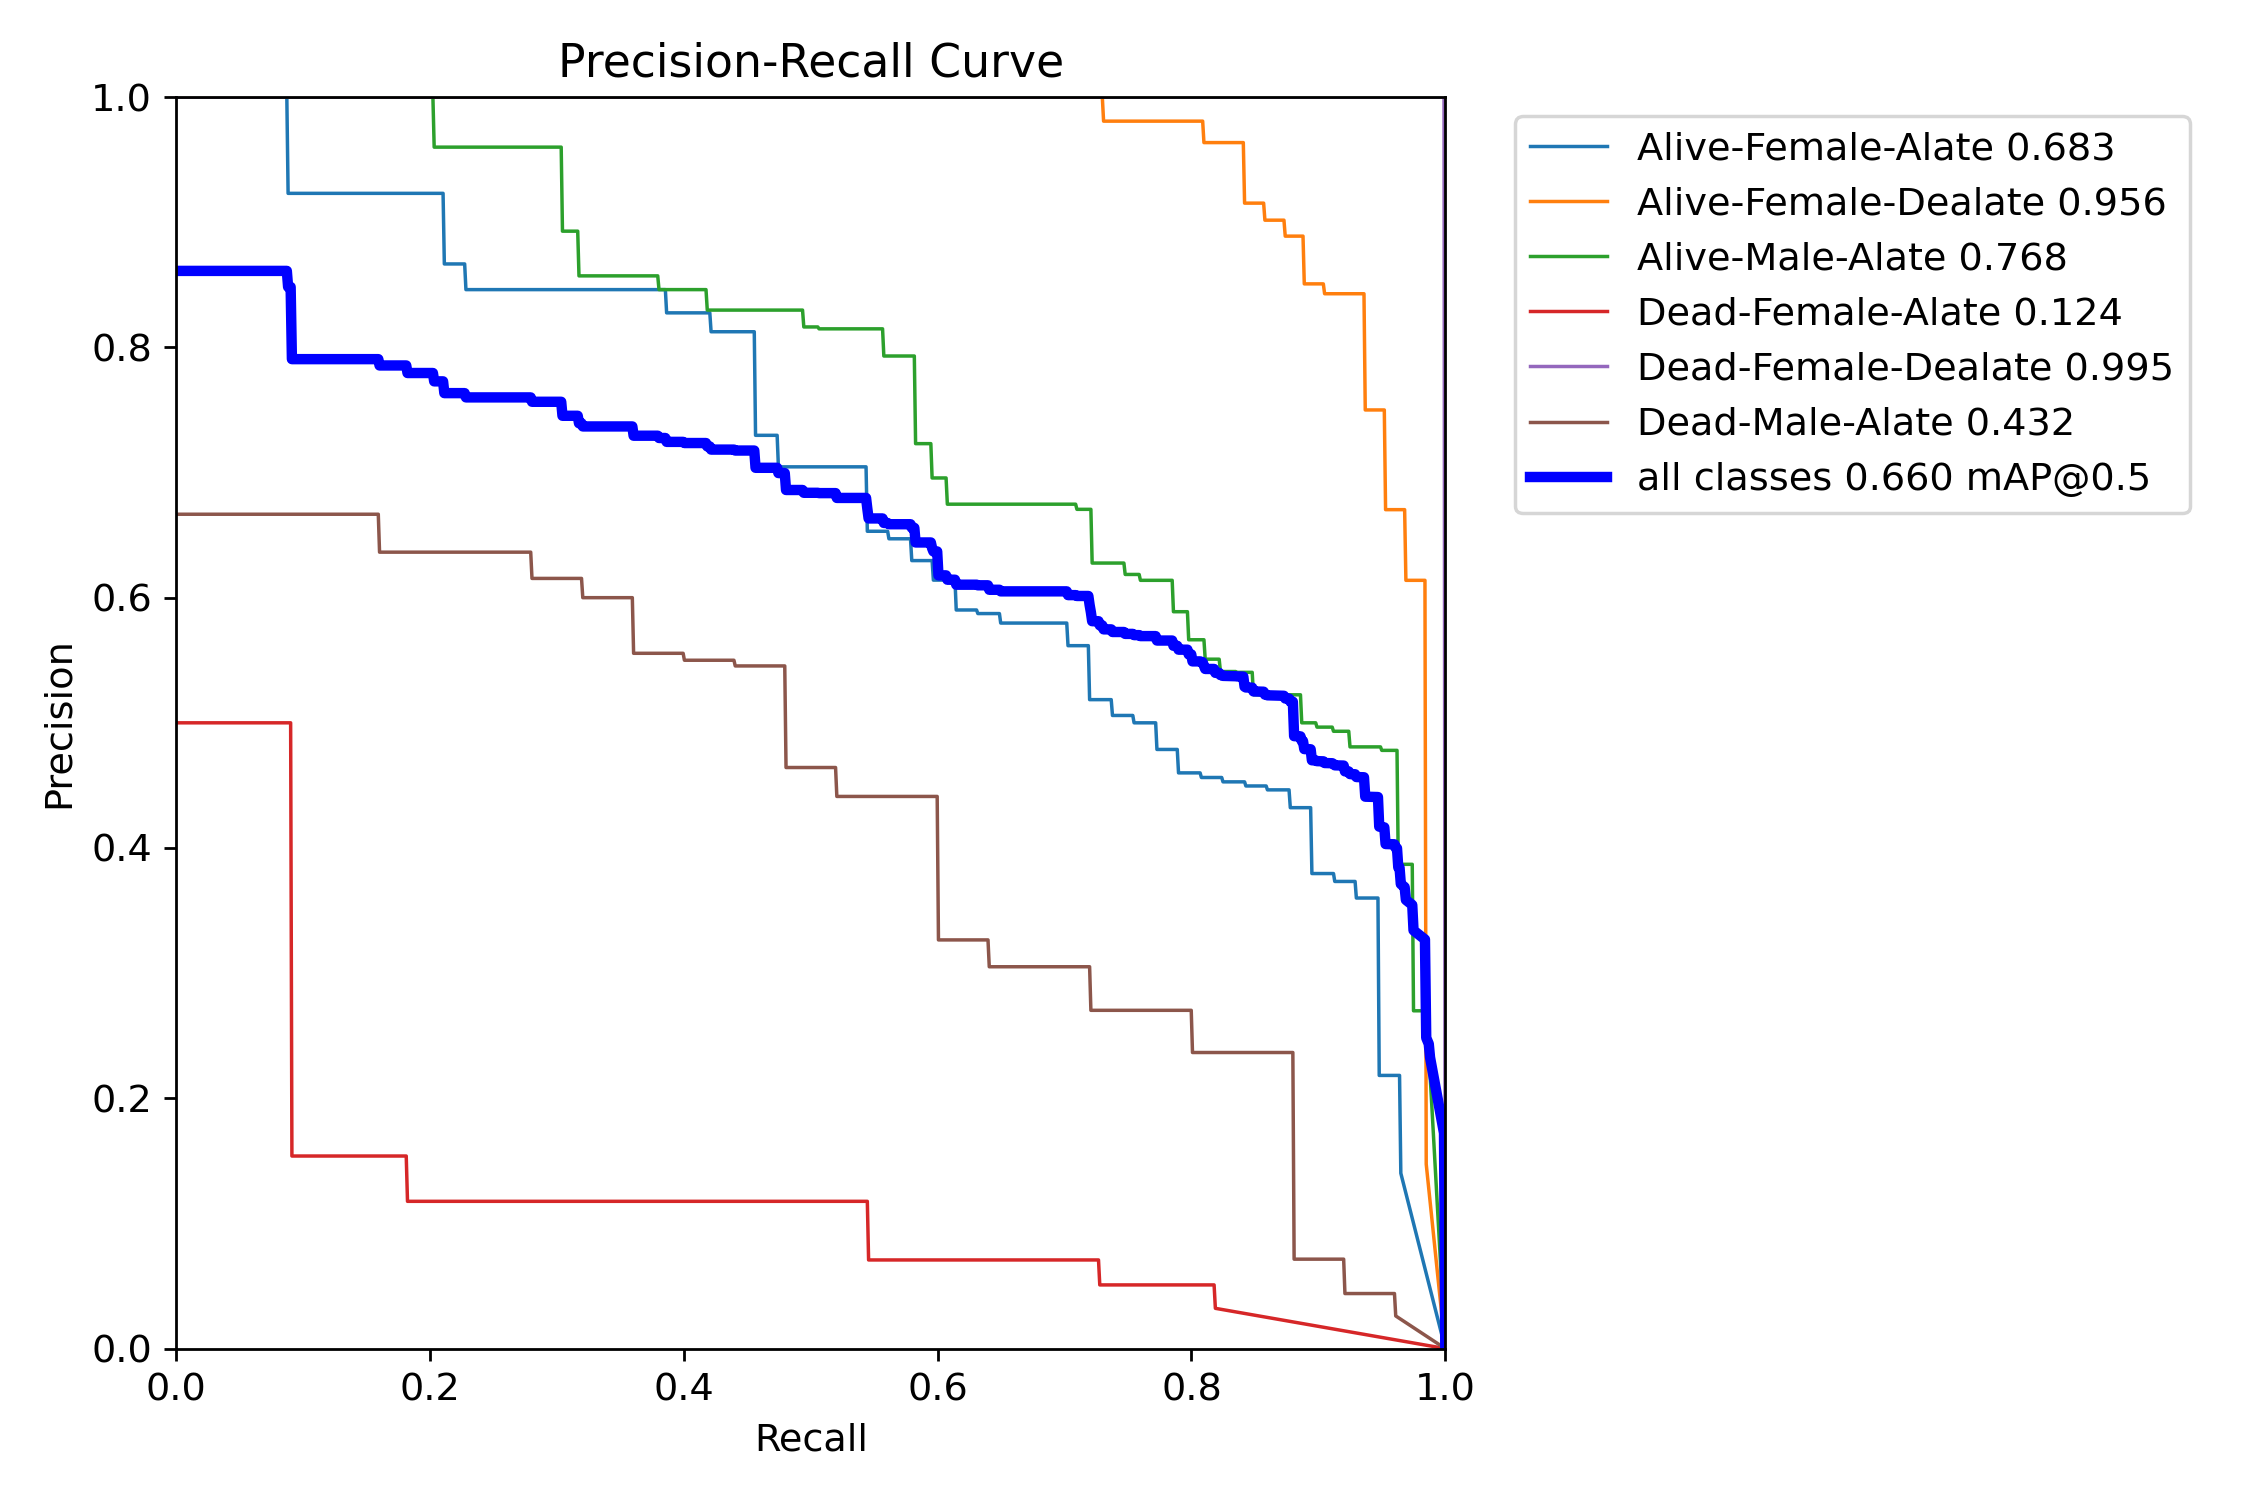 Precision-Recall Curve
1.0
0.8
0.6
0.4
0.2
0.0
Precision
0.0 0.2 0.4 0.6 0.8 1.0
Recall
Alive-Female-Alate 0.683
Alive-Female-Dealate 0.956
Alive-Male-Alate 0.768
Dead-Female-Alate 0.124
Dead-Female-Dealate 0.995
Dead-Male-Alate 0.432
all classes 0.660 mAP@0.5